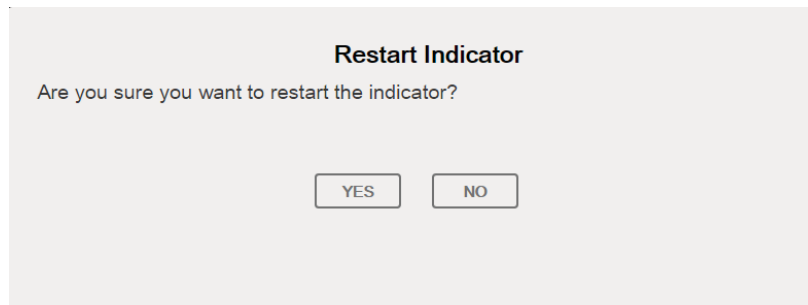 Restart Indicator
Are you sure you want to restart the indicator?
YES NO